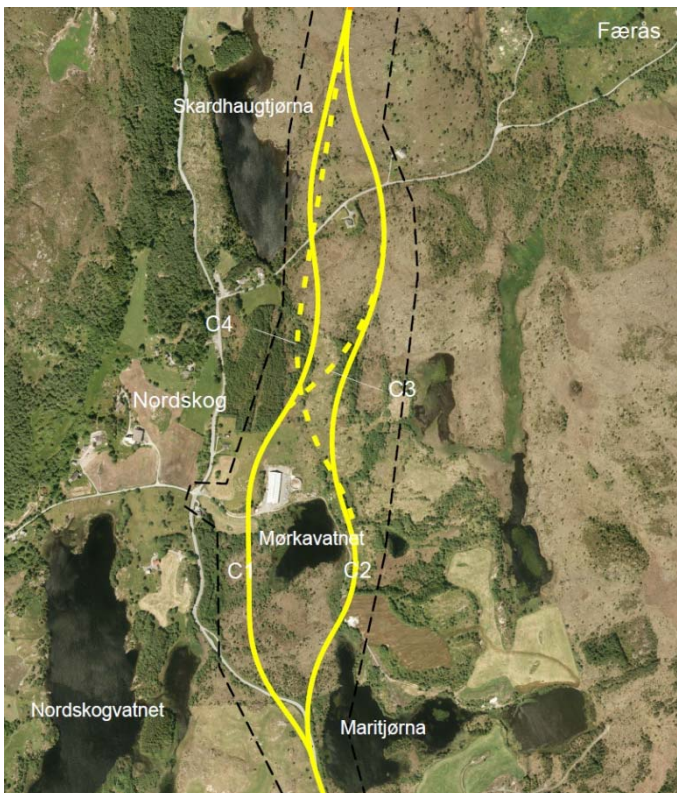 Færås
Skardhaugtjørna
C4
C3
Nordskog
Mørkavatnet
C1
C2
Nordskogvatnet
Maritjørna